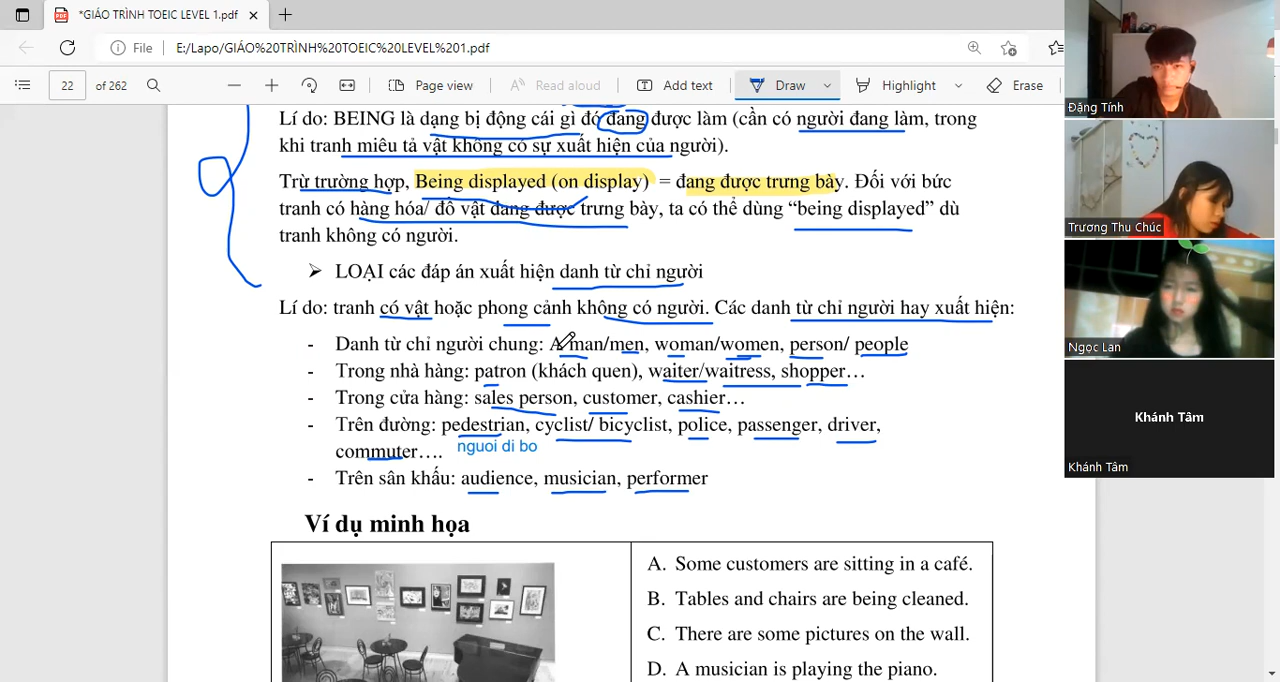 *GIÁO TRÌNH TOEIC LEVEL 1.pdf
File E:/Lapo/GIÁO%20TRÌNH%20TOEIC%20LEVEL%201.pdf
22 of 262 Page view Read aloud Add text Draw Highlight Erase
Lí do: BEING là dạng bị động cái gì đó đang được làm (cần có người đang làm, trong
khi tranh miêu tả vật không có sự xuất hiện của người).
Trừ trường hợp, Being displayed (on display) = đang được trưng bày. Đối với bức
tranh có hàng hóa/ đồ vật đang được trưng bày, ta có thể dùng “being displayed” dù
tranh không có người.
➢ LOẠI các đáp án xuất hiện danh từ chỉ người
Lí do: tranh có vật hoặc phong cảnh không có người. Các danh từ chỉ người hay xuất hiện:
- Danh từ chỉ người chung: A man/men, woman/women, person/ people
- Trong nhà hàng: patron (khách quen), waiter/waitress, shopper…
- Trong cửa hàng: sales person, customer, cashier…
- Trên đường: pedestrian, cyclist/ bicyclist, police, passenger, driver,
commuter…. nguoi di bo
- Trên sân khấu: audience, musician, performer
Ví dụ minh họa
A. Some customers are sitting in a café.
B. Tables and chairs are being cleaned.
C. There are some pictures on the wall.
D. A musician is playing the piano.
Đặng Tính
Trương Thu Chúc
Ngọc Lan
Khánh Tâm
Khánh Tâm